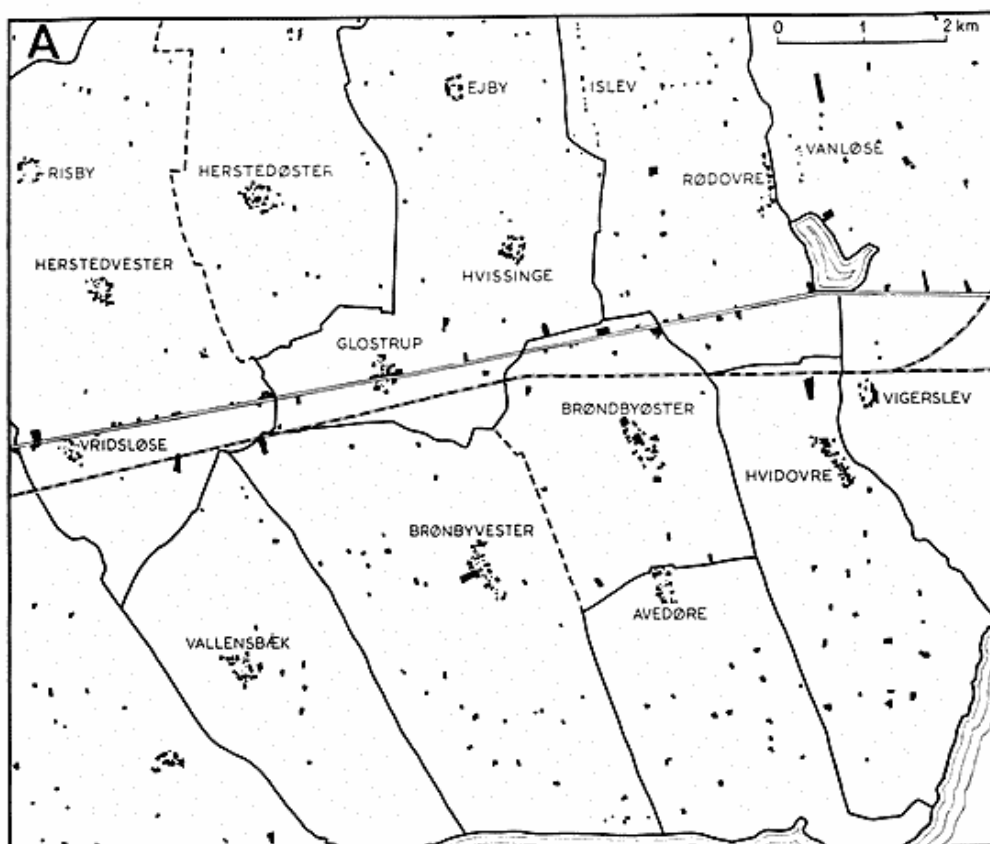 A
0 1 2 km
EJBY
ISLEV
VANLØSE
RISBY
HERSTEDØSTER
RØDOVRE
HERSTEDVESTER
HVISSINGE
GLOSTRUP
VIGERSLEV
BRØNDBYØSTER
VRIDSLØSE
HVIDOVRE
BRØNBYVESTER
AVEDØRE
VALLENSBÆK